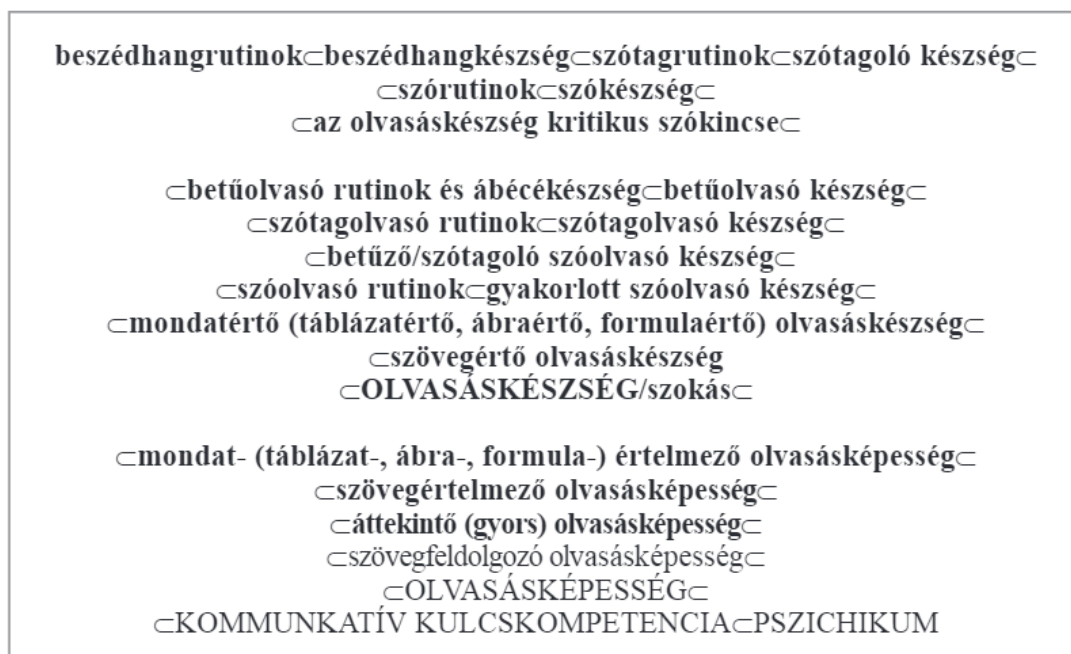 beszédhangrutinok⊂beszédhangkészség⊂szótagrutinok⊂szótagoló készség⊂
⊂szórutinok⊂szókészség⊂
⊂az olvasáskészség kritikus szókincse⊂
⊂betűolvasó rutinok és ábécékészség⊂betűolvasó készség⊂
⊂szótagolvasó rutinok⊂szótagolvasó készség⊂
⊂betűző/szótagoló szóolvasó készség⊂
⊂szóolvasó rutinok⊂gyakorlott szóolvasó készség⊂
⊂mondatértő (táblázatértő, ábraértő, formulaértő) olvasáskészség⊂
⊂szövegértő olvasáskészség
⊂OLVASÁSKÉSZSÉG/szokás⊂
⊂mondat- (táblázat-, ábra-, formula-) értelmező olvasásképesség⊂
⊂szövegértelmező olvasásképesség⊂
⊂áttekintő (gyors) olvasásképesség⊂
⊂szövegfeldolgozó olvasásképesség⊂
⊂OLVASÁSKÉPESSÉG⊂
⊂KOMMUNKATÍV KULCSKOMPETENCIA⊂PSZICHIKUM